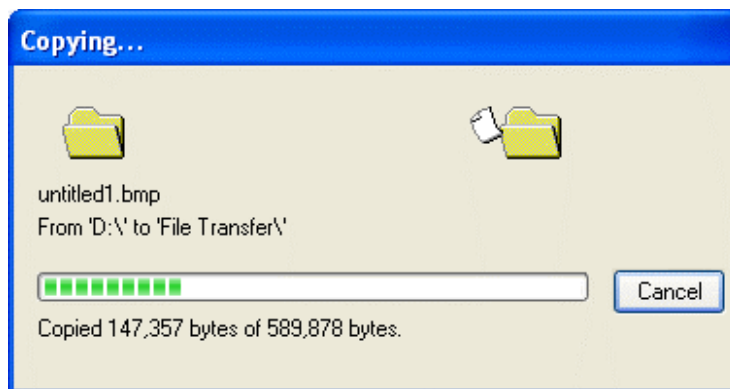 Copying...
untitled1.bmp
From 'D:\' to 'File Transfer\'
Cancel
Copied 147,357 bytes of 589,878 bytes.